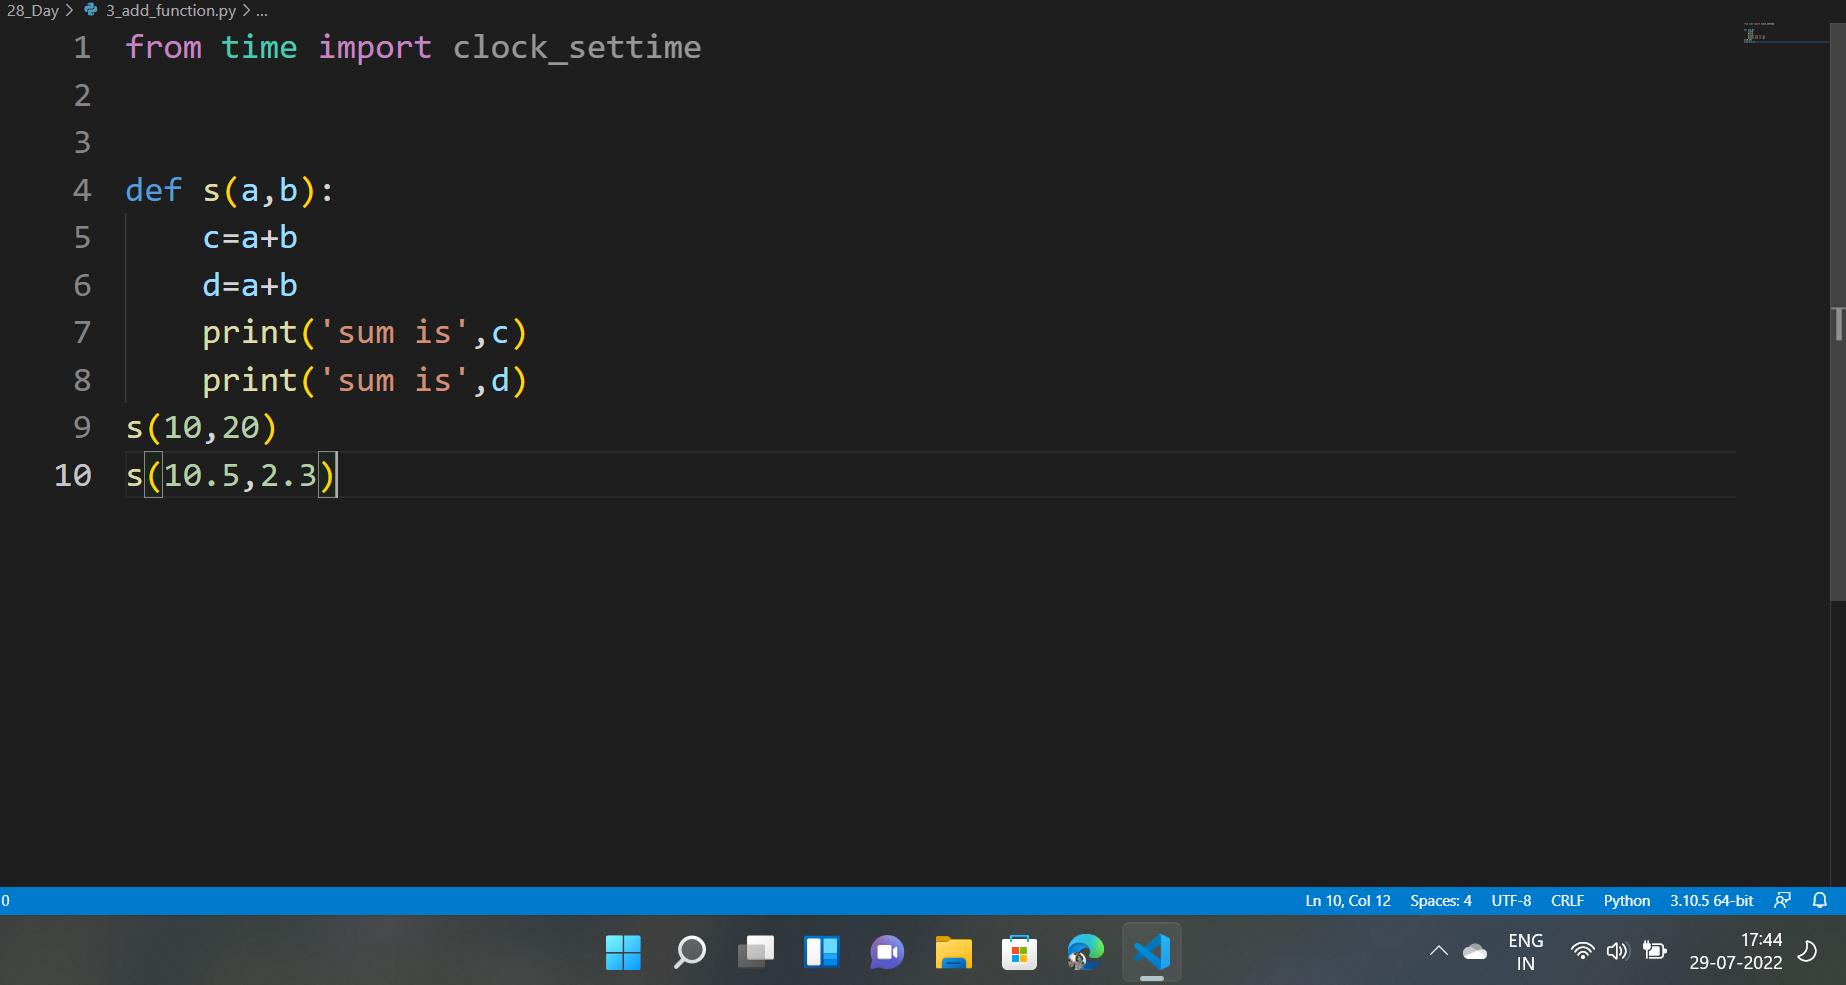 28_Day > 3_add_function.py > ...
1 from time import clock_settime
2
3
4 def s(a,b):
5     c=a+b
6     d=a+b
7     print('sum is',c)
8     print('sum is',d)
9 s(10,20)
10 s(10.5,2.3)
0 Ln 10, Col 12 Spaces: 4 UTF-8 CRLF Python 3.10.5 64-bit
ENG 17:44
IN 29-07-2022